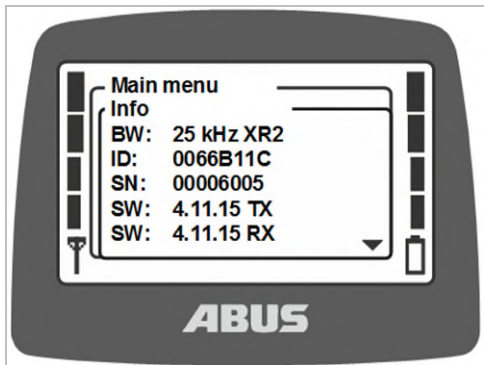 Main menu
Info
BW: 25 kHz XR2
ID: 0066B11C
SN: 00006005
SW: 4.11.15 TX
SW: 4.11.15 RX
ABUS